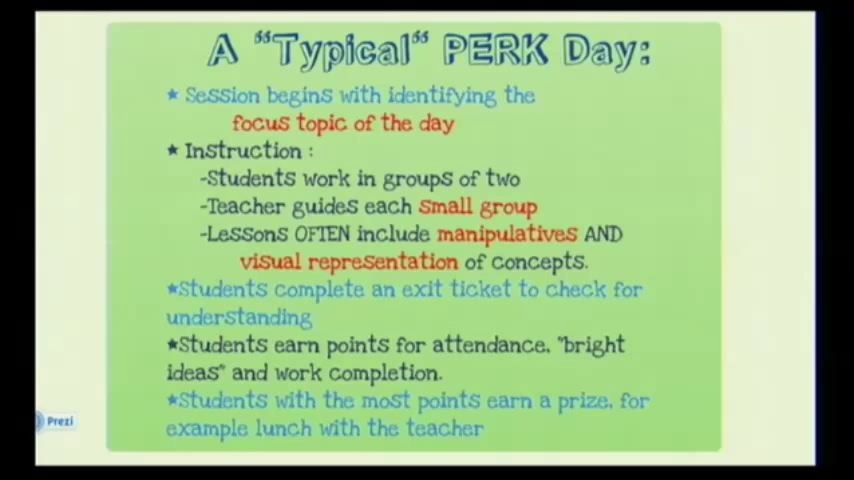 A "Typical" PERK Day:
★ Session begins with identifying the
focus topic of the day
★ Instruction :
-Students work in groups of two
-Teacher guides each small group
-Lessons OFTEN include manipulatives AND
visual representation of concepts.
★Students complete an exit ticket to check for
understanding
★Students earn points for attendance, "bright
ideas" and work completion.
★Students with the most points earn a prize, for
example lunch with the teacher
Prezi